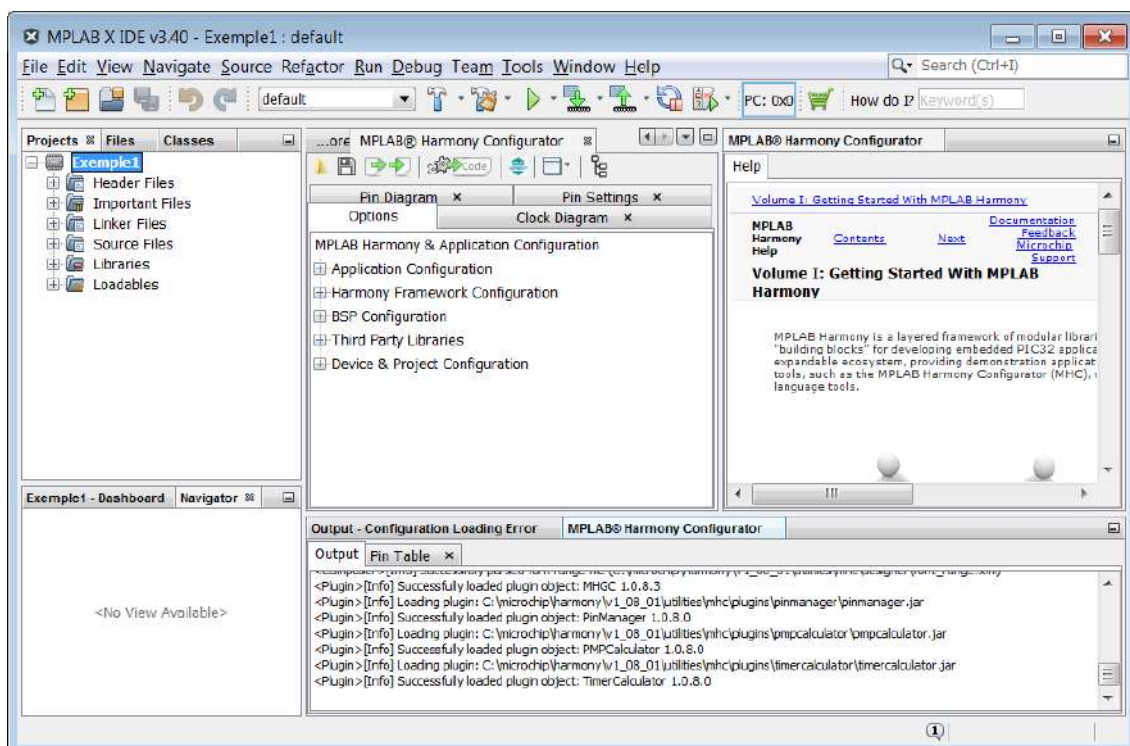 MPLAB X IDE v3.40 - Exemple1 : default
File Edit View Navigate Source Refactor Run Debug Team Tools Window Help
Search (Ctrl+I)
default
PC: 0x0
How do I?
Keyword(s)
Projects Files Classes
Exemple1
Header Files
Important Files
Linker Files
Source Files
Libraries
Loadables
...ore MPLAB® Harmony Configurator
Code
Pin Diagram × Pin Settings ×
Options Clock Diagram ×
MPLAB Harmony & Application Configuration
Application Configuration
Harmony Framework Configuration
BSP Configuration
Third Party Libraries
Device & Project Configuration
MPLAB® Harmony Configurator
Help
Volume I: Getting Started With MPLAB Harmony
MPLAB
Harmony
Help
Contents
Next
Documentation
Feedback
Microchip
Support
Volume I: Getting Started With MPLAB
Harmony
MPLAB Harmony is a layered framework of modular librari
"building blocks" for developing embedded PIC32 applica
expandable ecosystem, providing demonstration applicat
tools, such as the MPLAB Harmony Configurator (MHC),
language tools.
Exemple1 - Dashboard Navigator
<No View Available>
Output - Configuration Loading Error MPLAB® Harmony Configurator
Output Pin Table ×
<Plugin>[Info] Successfully loaded plugin object: MHGC 1.0.8.3
<Plugin>[Info] Loading plugin: C:\microchip\harmony\v1_08_01\utilities\mhc\plugins\pinmanager\pinmanager.jar
<Plugin>[Info] Successfully loaded plugin object: PinManager 1.0.8.0
<Plugin>[Info] Loading plugin: C:\microchip\harmony\v1_08_01\utilities\mhc\plugins\pmpcalculator\pmpcalculator.jar
<Plugin>[Info] Successfully loaded plugin object: PMPCalculator 1.0.8.0
<Plugin>[Info] Loading plugin: C:\microchip\harmony\v1_08_01\utilities\mhc\plugins\timercalculator\timercalculator.jar
<Plugin>[Info] Successfully loaded plugin object: TimerCalculator 1.0.8.0
1